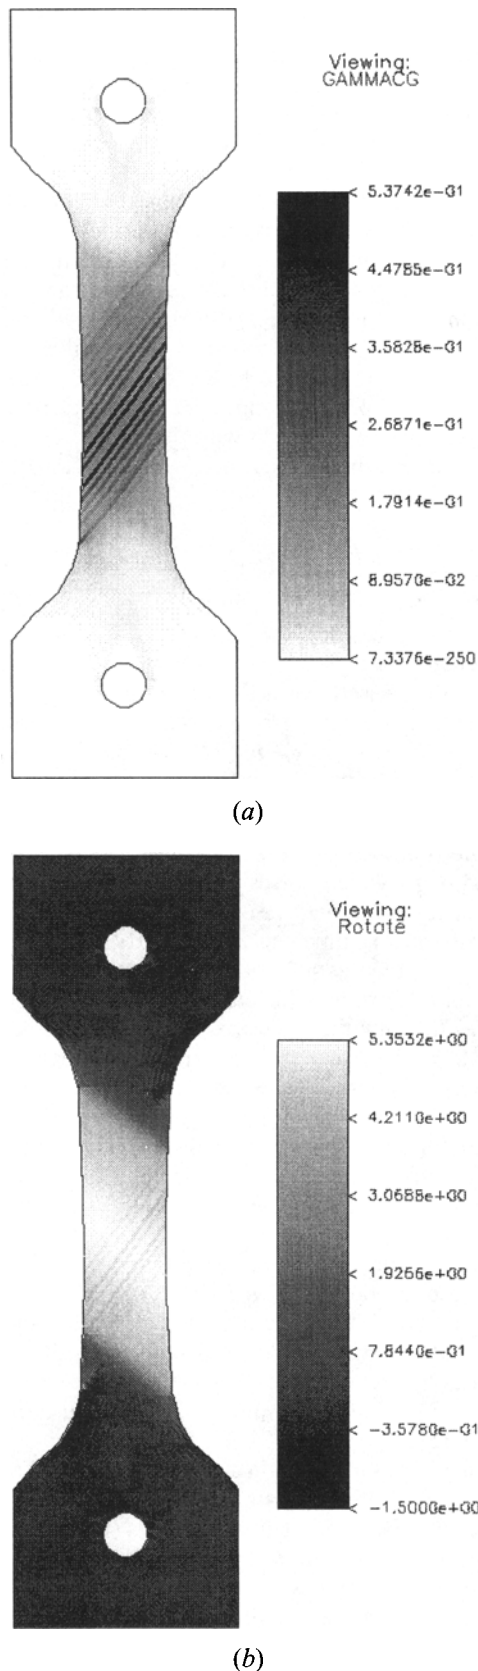 Viewing:
GAMMACG
< 5.3742e-01
< 4.4785e-01
< 3.5828e-01
< 2.6871e-01
< 1.7914e-01
< 8.9570e-02
< 7.3376e-250
(a)
Viewing:
Rotate
< 5.3532e+00
< 4.2110e+00
< 3.0688e+00
< 1.9266e+00
< 7.8440e-01
< -3.5780e-01
< -1.5000e+00
(b)